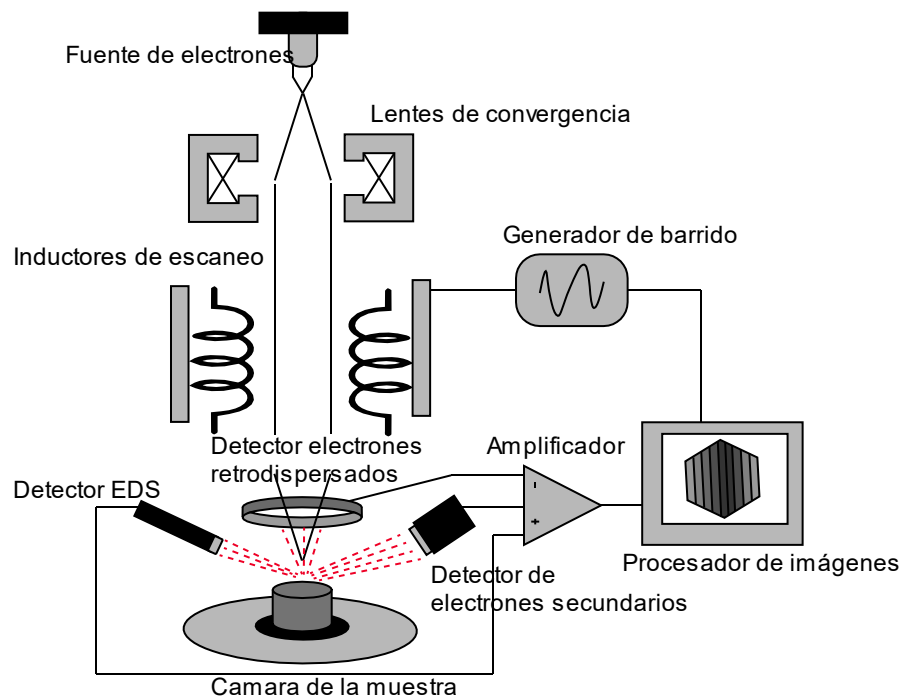 Fuente de electrones
Lentes de convergencia
Generador de barrido
Inductores de escaneo
Detector electrones
retrodispersados
Amplificador
Detector EDS
-
+
Procesador de imágenes
Detector de
electrones secundarios
Camara de la muestra